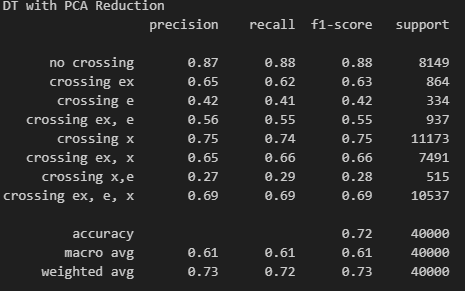 DT with PCA Reduction
precision recall f1-score support
no crossing 0.87 0.88 0.88 8149
crossing ex 0.65 0.62 0.63 864
crossing e 0.42 0.41 0.42 334
crossing ex, e 0.56 0.55 0.55 937
crossing x 0.75 0.74 0.75 11173
crossing ex, x 0.65 0.66 0.66 7491
crossing x,e 0.27 0.29 0.28 515
crossing ex, e, x 0.69 0.69 0.69 10537
accuracy 0.72 40000
macro avg 0.61 0.61 0.61 40000
weighted avg 0.73 0.72 0.73 40000